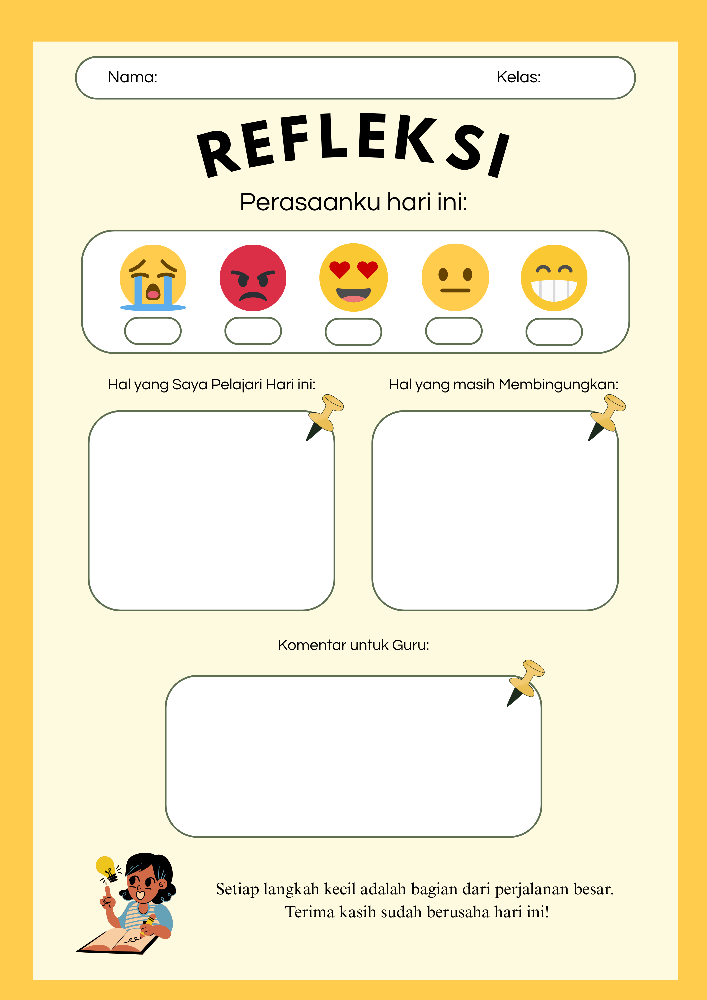 Nama: Kelas:
REFLEKSI
Perasaanku hari ini:
Hal yang Saya Pelajari Hari ini:
Hal yang masih Membingungkan:
Komentar untuk Guru:
Setiap langkah kecil adalah bagian dari perjalanan besar.
Terima kasih sudah berusaha hari ini!